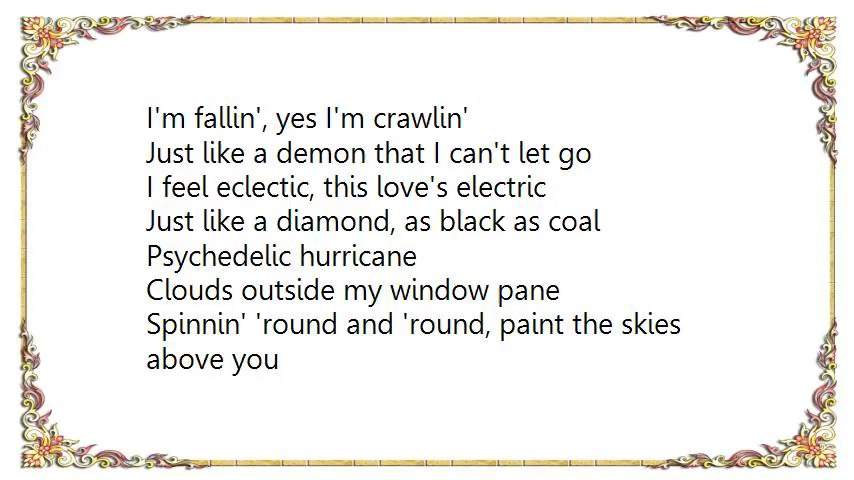 I'm fallin', yes I'm crawlin'
Just like a demon that I can't let go
I feel eclectic, this love's electric
Just like a diamond, as black as coal
Psychedelic hurricane
Clouds outside my window pane
Spinnin' 'round and 'round, paint the skies
above you